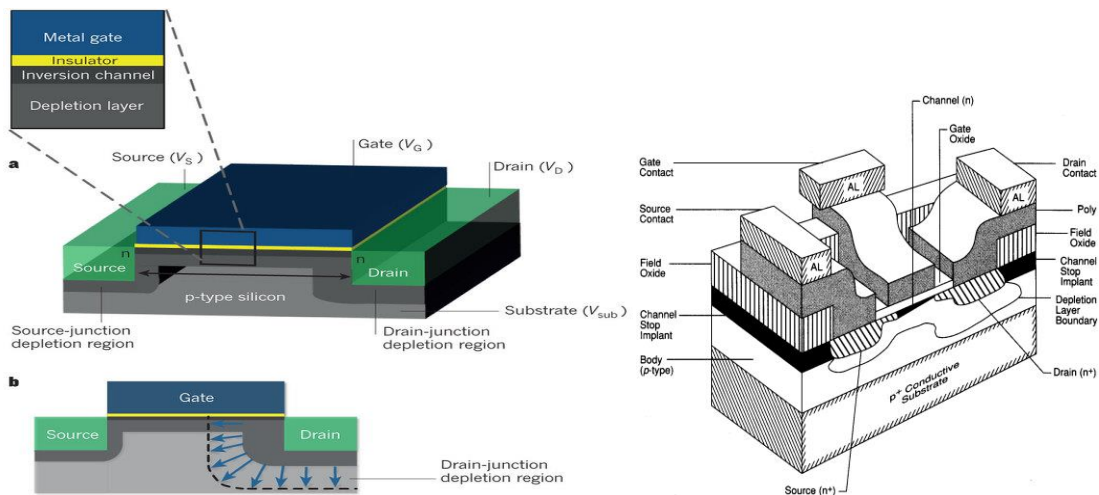 Metal gate
Insulator
Inversion channel
Depletion layer
a
Source (VS)
Gate (VG)
Drain (VD)
n
n
Source
Drain
p-type silicon
Substrate (Vsub)
Source-junction
depletion region
Drain-junction
depletion region
b
Gate
Source
Drain
Drain-junction
depletion region
Channel (n)
Gate
Oxide
Gate
Contact
Drain
Contact
AL
AL
Source
Contact
Poly
Field
Oxide
Field
Oxide
AL
Channel
Stop
Implant
Channel
Stop
Implant
Depletion
Layer
Boundary
Body
(p-type)
Drain (n+)
p+ Conductive
Substrate
Source (n+)